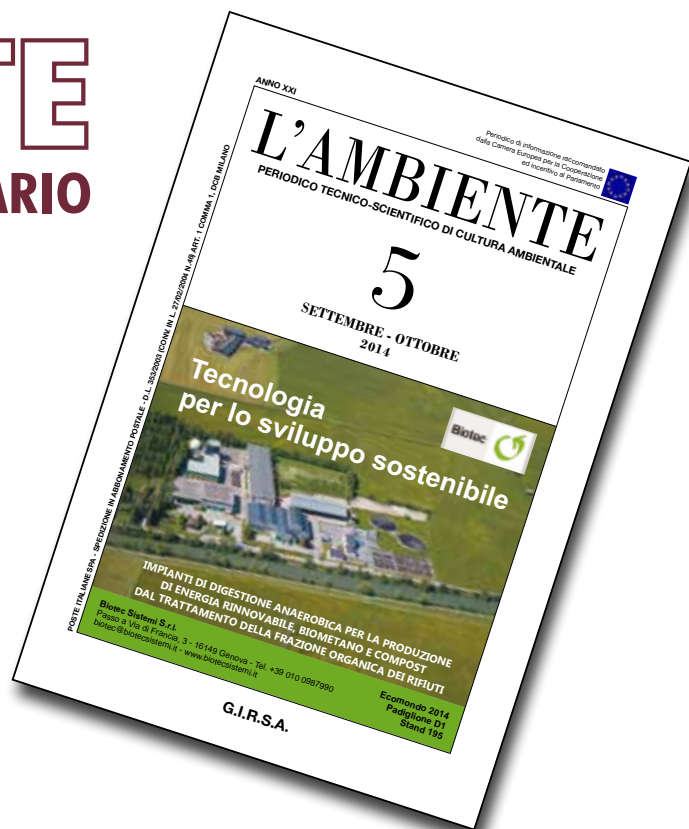 TE
ARIO
ANNO XXI
Periodico di informazione raccomandato
dalla Camera Europea per la Cooperazione
ed Incentivo al Parlamento
L'AMBIENTE
PERIODICO TECNICO-SCIENTIFICO DI CULTURA AMBIENTALE
5
SETTEMBRE - OTTOBRE
2014
POSTE ITALIANE SPA - SPEDIZIONE IN ABBONAMENTO POSTALE - D.L. 353/2003 (CONV. IN L. 27/02/2004 N.46) ART. 1 COMMA 1, DCB MILANO
Tecnologia
per lo sviluppo sostenibile
Biotec
IMPIANTI DI DIGESTIONE ANAEROBICA PER LA PRODUZIONE
DI ENERGIA RINNOVABILE, BIOMETANO E COMPOST
DAL TRATTAMENTO DELLA FRAZIONE ORGANICA DEI RIFIUTI
Biotec Sistemi S.r.l.
Passo a Via di Francia, 3 - 16149 Genova - Tel. +39 010 0987990
biotec@biotecsistemi.it - www.biotecsistemi.it
Ecomondo 2014
Padiglione D1
Stand 195
G.I.R.S.A.